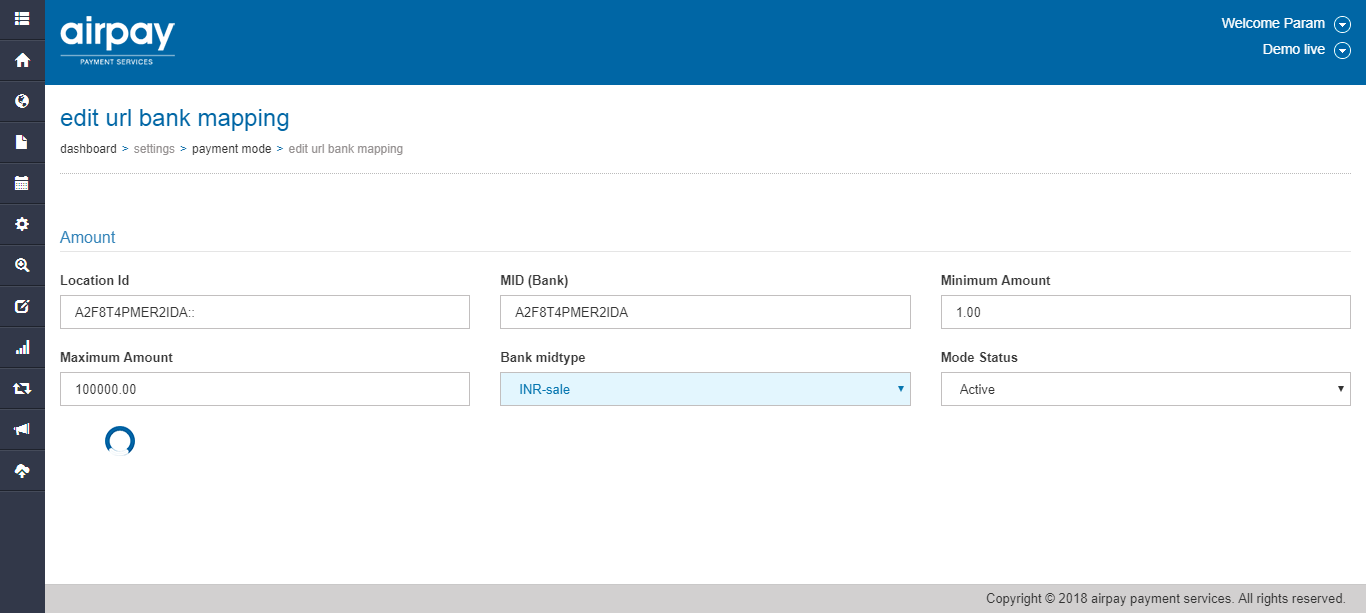 airpay
PAYMENT SERVICES
Welcome Param
Demo live
edit url bank mapping
dashboard > settings > payment mode > edit url bank mapping
Amount
Location Id
MID (Bank)
Minimum Amount
A2F8T4PMER2IDA::
A2F8T4PMER2IDA
1.00
Maximum Amount
Bank midtype
Mode Status
100000.00
INR-sale
Active
Copyright © 2018 airpay payment services. All rights reserved.